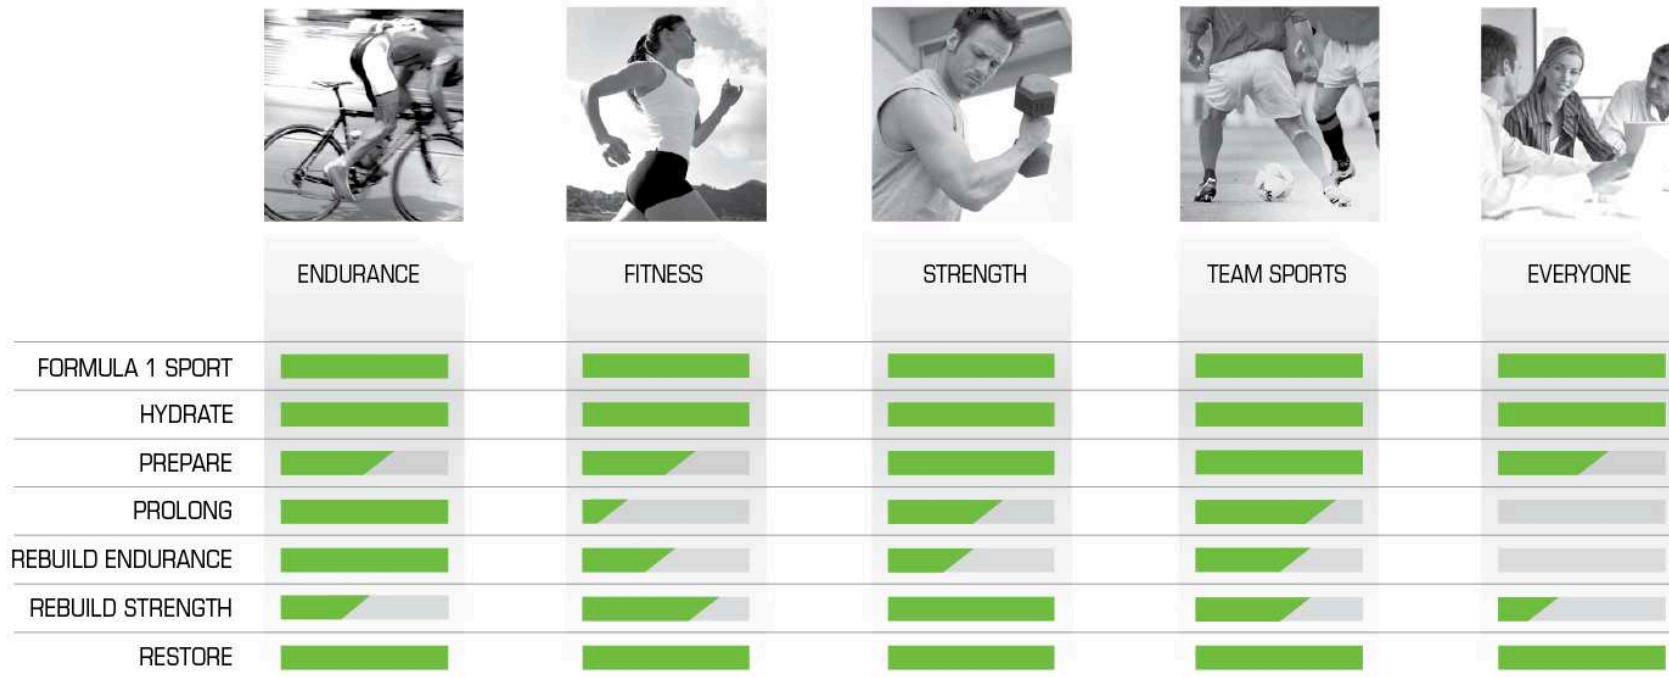 ENDURANCE FITNESS STRENGTH TEAM SPORTS EVERYONE
FORMULA 1 SPORT
HYDRATE
PREPARE
PROLONG
REBUILD ENDURANCE
REBUILD STRENGTH
RESTORE